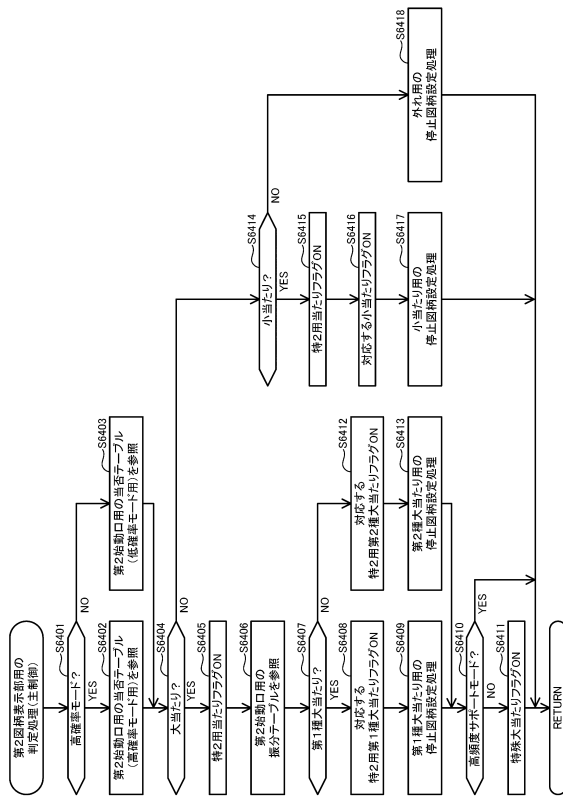 第2図柄表示部用の
判定処理(主制御)
S6401
高確率モード?
YES
NO
S6402
第2始動口用の当否テーブル
(高確率モード用)を参照
S6403
第2始動口用の当否テーブル
(低確率モード用)を参照
S6404
大当たり?
YES
NO
S6405
特2用当たりフラグON
S6406
第2始動口用の
振分テーブルを参照
S6407
第1種大当たり?
YES
NO
S6408
対応する
特2用第1種大当たりフラグON
S6409
第1種大当たり用の
停止図柄設定処理
S6412
対応する
特2用第2種大当たりフラグON
S6413
第2種大当たり用の
停止図柄設定処理
S6410
高頻度サポートモード?
YES
NO
S6411
特殊大当たりフラグON
S6414
小当たり?
YES
NO
S6415
特2用当たりフラグON
S6416
対応する小当たりフラグON
S6417
小当たり用の
停止図柄設定処理
S6418
外れ用の
停止図柄設定処理
RETURN